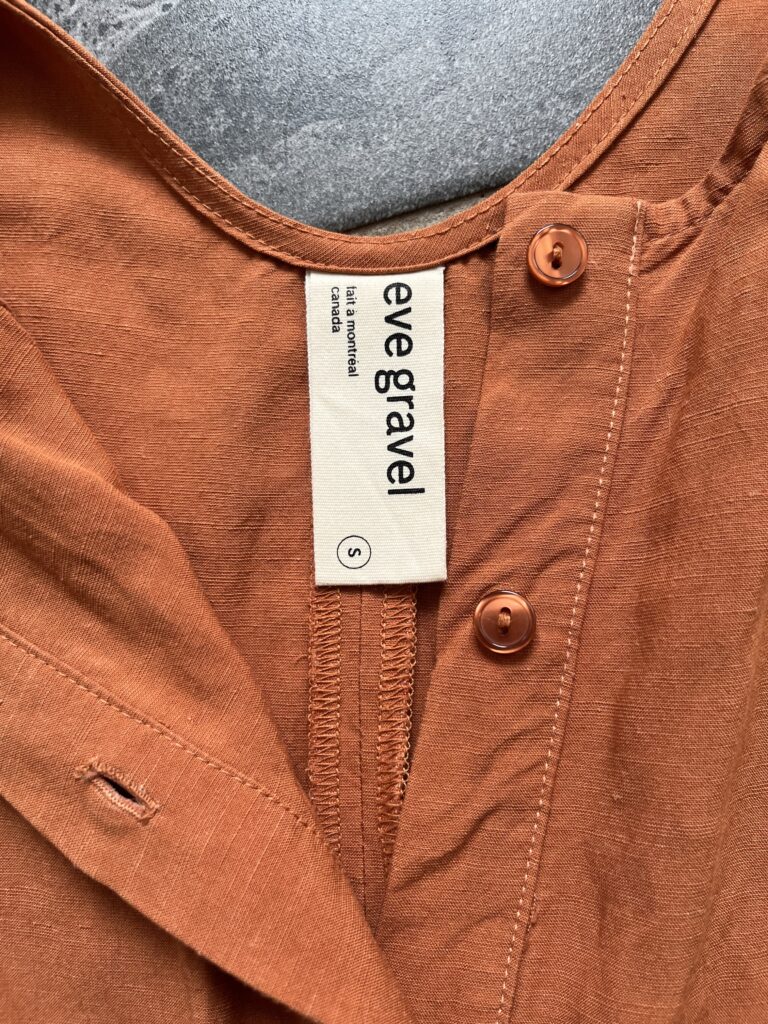 eve gravel
fait à montréal
canada
S